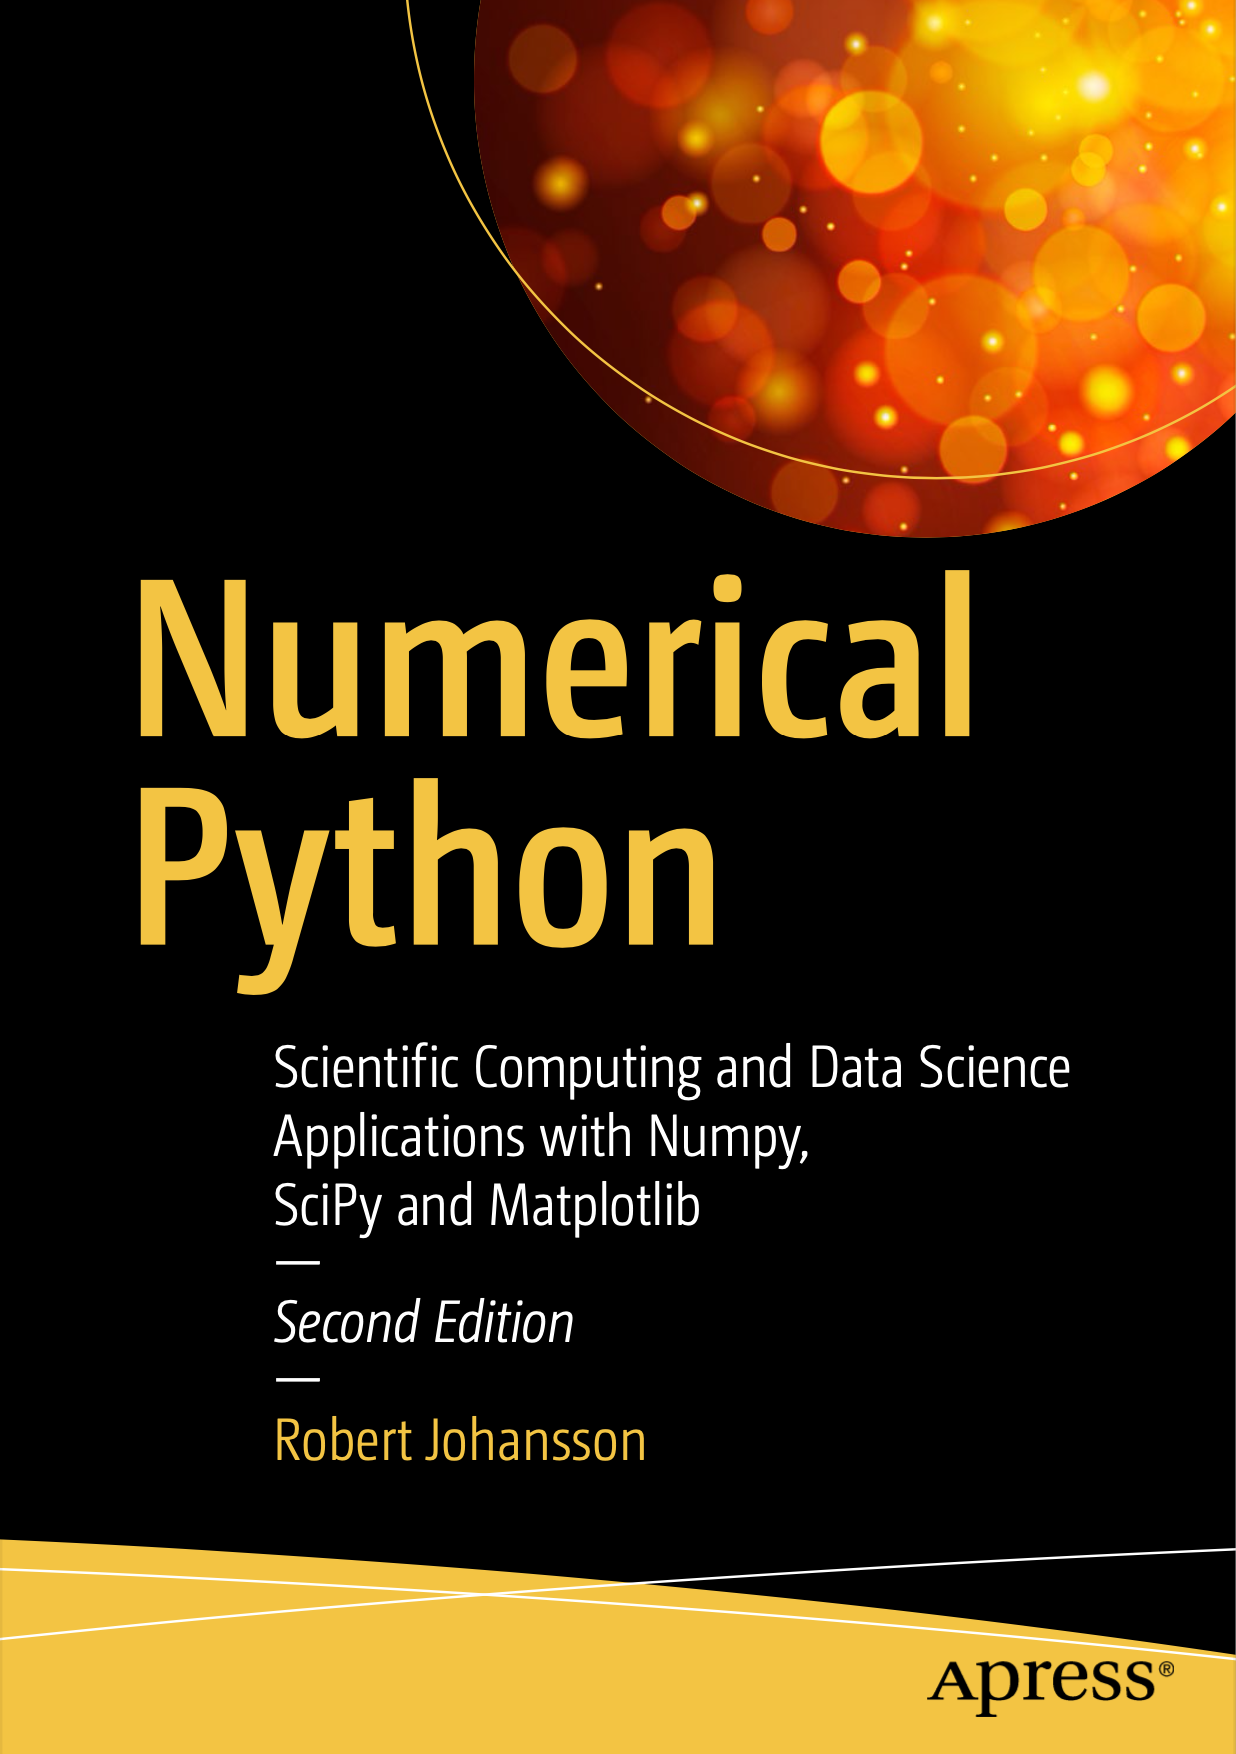 Numerical
Python
Scientific Computing and Data Science
Applications with Numpy,
SciPy and Matplotlib
—
Second Edition
—
Robert Johansson
Apress®